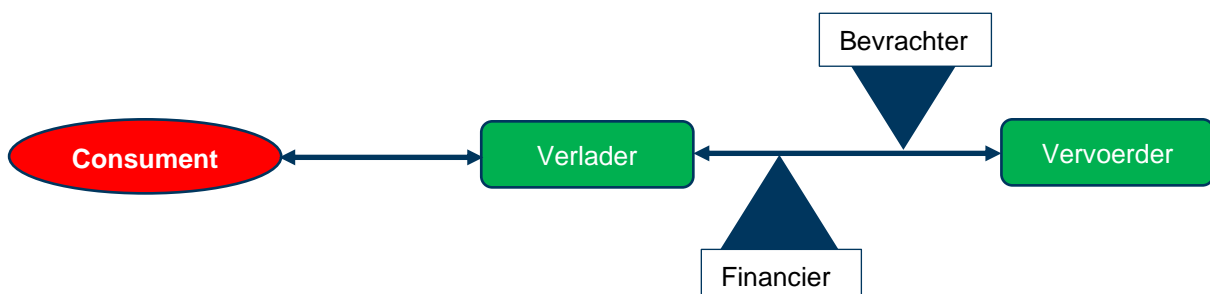 Bevrachter
Consument
Verlader
Vervoerder
Financier